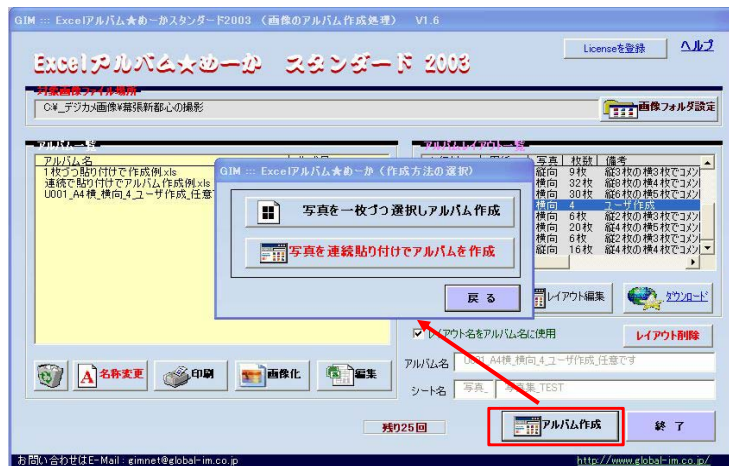 GIM ::: Excelアルバム★めーかスタンダード2003 （画像のアルバム作成処理） V1.6
Excelアルバム★めーか スタンダード 2003
Licenseを登録
ヘルプ
対象画像ファイル場所
C:¥_デジカメ画像¥幕張新都心の撮影
画像フォルダ設定
アルバム一覧
アルバム名
1枚づつ貼り付けで作成例.xls
連続で貼り付けてアルバム作成例.xls
U001_A4横_横向_4_ユーザ作成_任意
アルバムレイアウト一覧
写真 枚数 備考
縦向 9枚 縦3枚の横3枚でコメン
横向 32枚 縦8枚の横4枚でコメン
横向 30枚 縦6枚の横5枚でコメン
横向 4 ユーザ作成
横向 6枚 縦2枚の横3枚でコメン
横向 20枚 縦4枚の横5枚でコメン
横向 6枚 縦2枚の横3枚でコメン
縦向 16枚 縦4枚の横4枚でコメン
GIM ::: Excelアルバム★めーか （作成方法の選択）
写真を一枚づつ選択しアルバム作成
写真を連続貼り付けでアルバムを作成
戻る
レイアウト編集
ダウンロード
レイアウト名をアルバム名に使用
レイアウト削除
名称変更
印刷
画像化
編集
アルバム名 U001_A4横_横向_4_ユーザ作成_任意です
シート名 写真_ 写真集_TEST
残り25回
アルバム作成
終了
お問い合わせはE-Mail：gimnet@global-im.co.jp
http://www.global-im.co.jp/